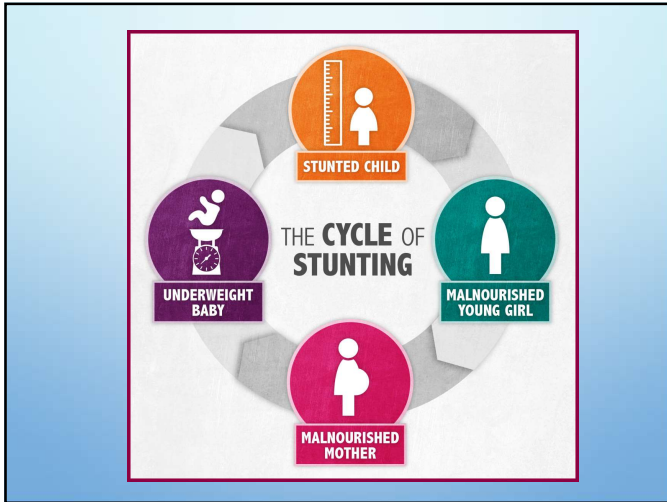 STUNTED CHILD
THE CYCLE OF
STUNTING
UNDERWEIGHT
BABY
MALNOURISHED
YOUNG GIRL
MALNOURISHED
MOTHER